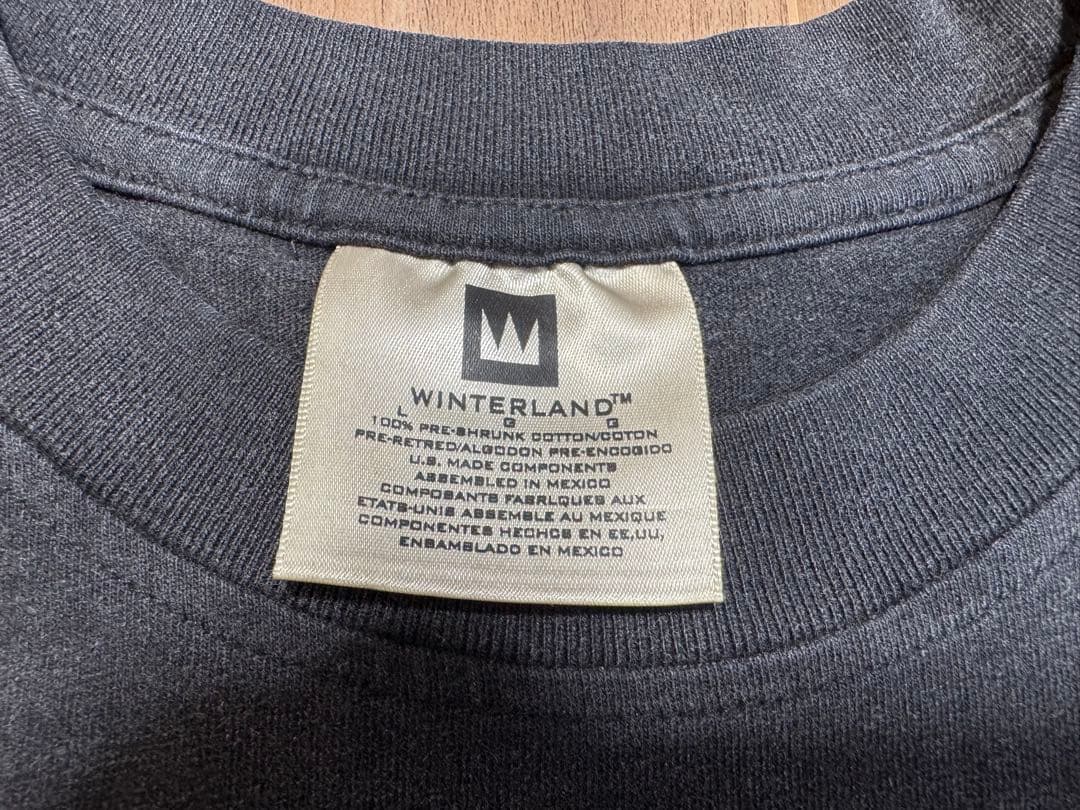 W
WINTERLAND™
L G G
100% PRE-SHRUNK COTTON/COTON
PRE-RETRED/ALGODON PRE-ENCOGIDO
U.S. MADE COMPONENTS
ASSEMBLED IN MEXICO
COMPOSANTS FABRLQUES AUX
ETATS-UNIS ASSEMBLE AU MEXIQUE
COMPONENTES HECHOS EN EE.UU,
ENSAMBLADO EN MEXICO